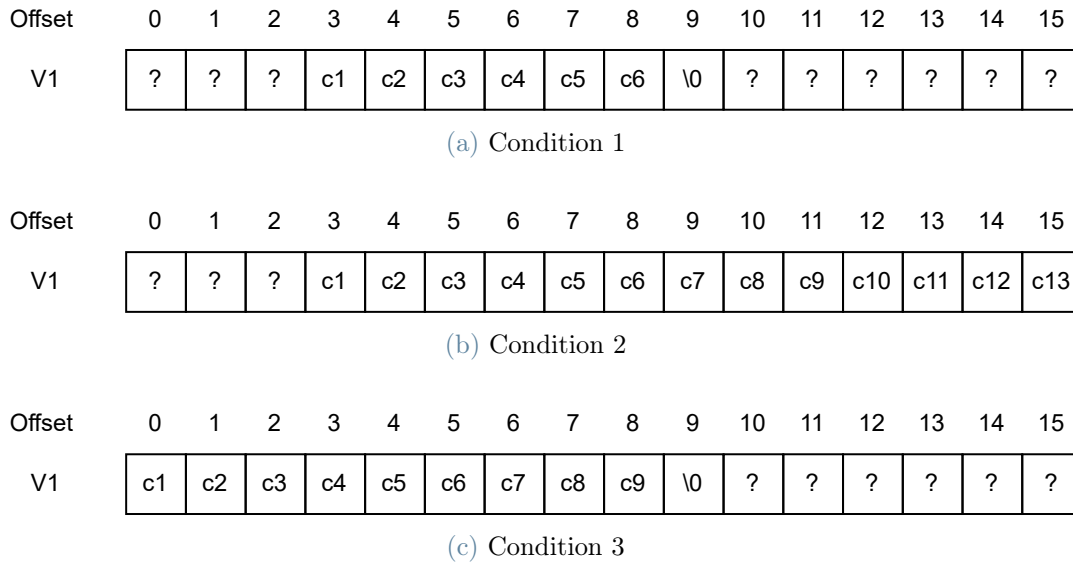 Offset 0 1 2 3 4 5 6 7 8 9 10 11 12 13 14 15
V1 ? ? ? c1 c2 c3 c4 c5 c6 \0 ? ? ? ? ? ?
(a) Condition 1
Offset 0 1 2 3 4 5 6 7 8 9 10 11 12 13 14 15
V1 ? ? ? c1 c2 c3 c4 c5 c6 c7 c8 c9 c10 c11 c12 c13
(b) Condition 2
Offset 0 1 2 3 4 5 6 7 8 9 10 11 12 13 14 15
V1 c1 c2 c3 c4 c5 c6 c7 c8 c9 \0 ? ? ? ? ? ?
(c) Condition 3